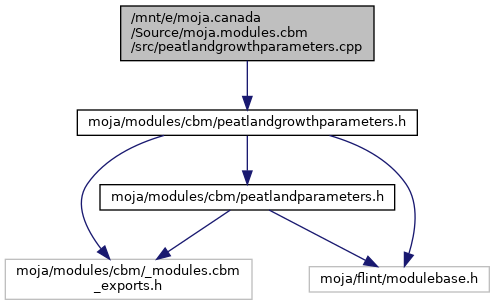 /mnt/e/moja.canada
/Source/moja.modules.cbm
/src/peatlandgrowthparameters.cpp
moja/modules/cbm/peatlandgrowthparameters.h
moja/modules/cbm/peatlandparameters.h
moja/modules/cbm/_modules.cbm
_exports.h
moja/flint/modulebase.h